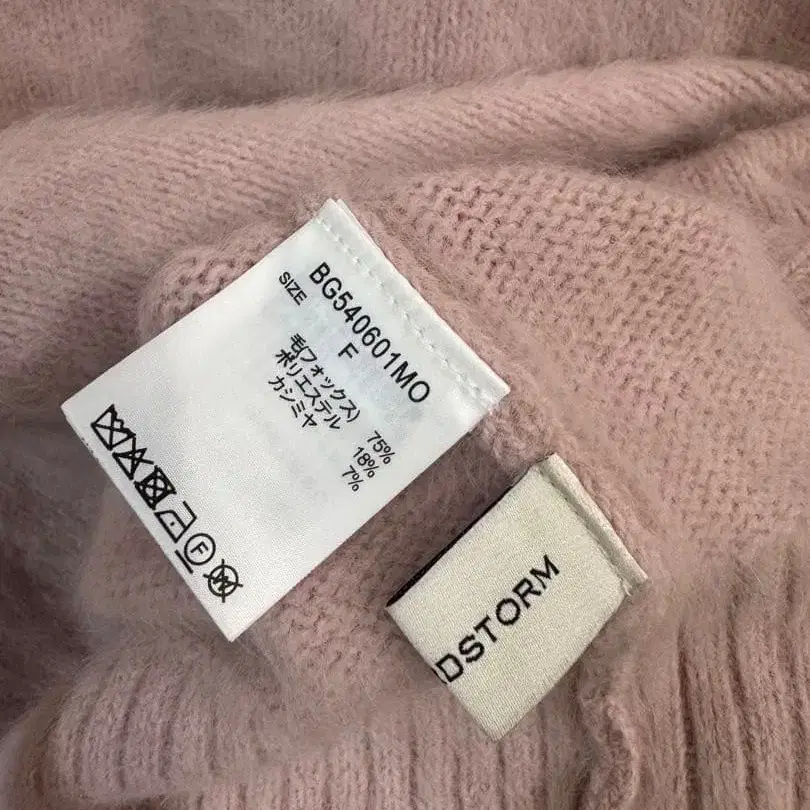 BG540601MO
SIZE F
毛(フォックス) 75%
ポリエステル 18%
カシミヤ 7%
F
W
DSTORM